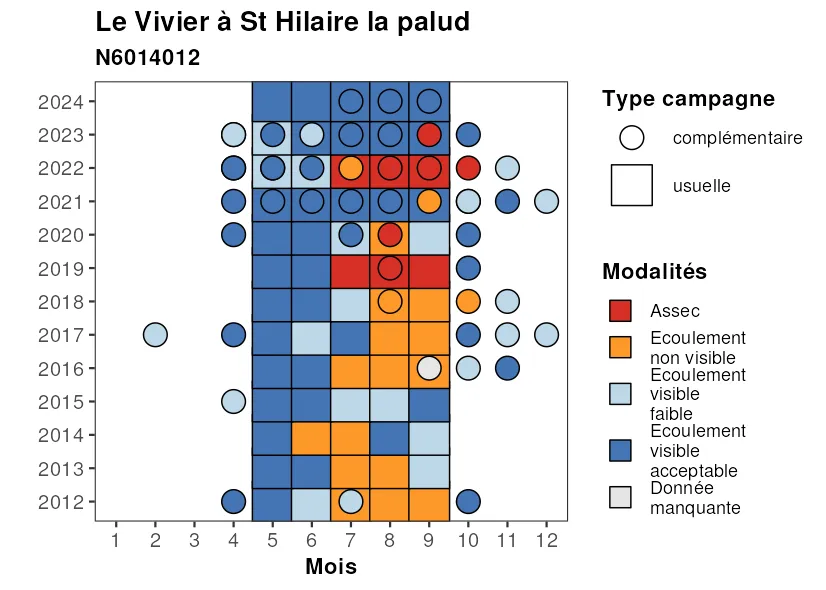 Le Vivier à St Hilaire la palud
N6014012
2024
2023
2022
2021
2020
2019
2018
2017
2016
2015
2014
2013
2012
1 2 3 4 5 6 7 8 9 10 11 12
Mois
Type campagne
complémentaire
usuelle
Modalités
Assec
Ecoulement
non visible
Ecoulement
visible
faible
Ecoulement
visible
acceptable
Donnée
manquante